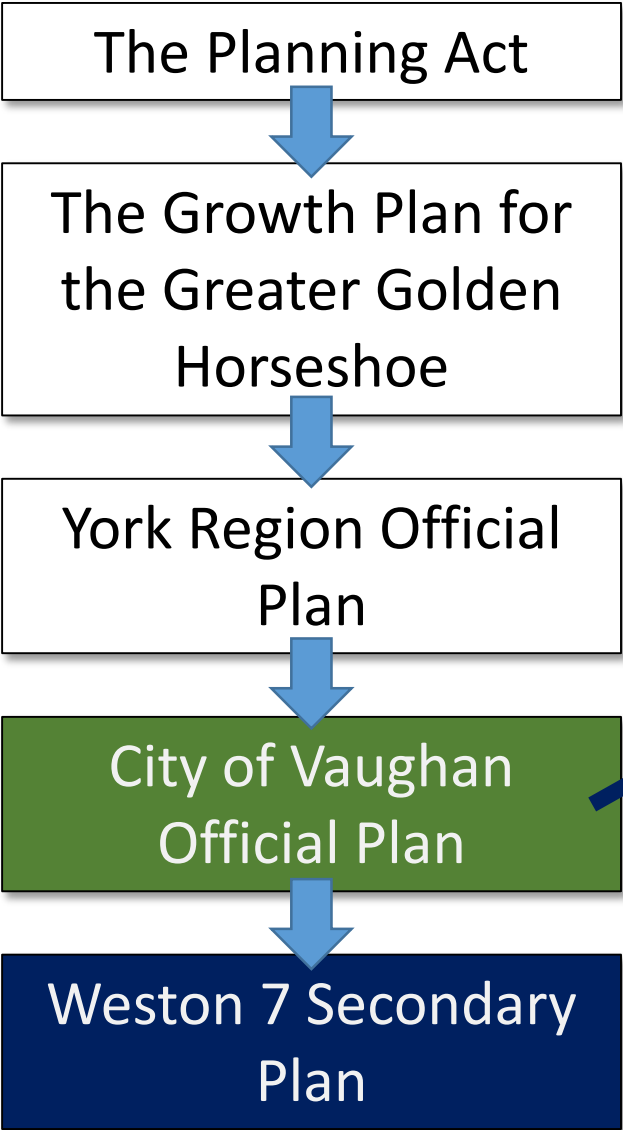 The Planning Act
The Growth Plan for
the Greater Golden
Horseshoe
York Region Official
Plan
City of Vaughan
Official Plan
Weston 7 Secondary
Plan